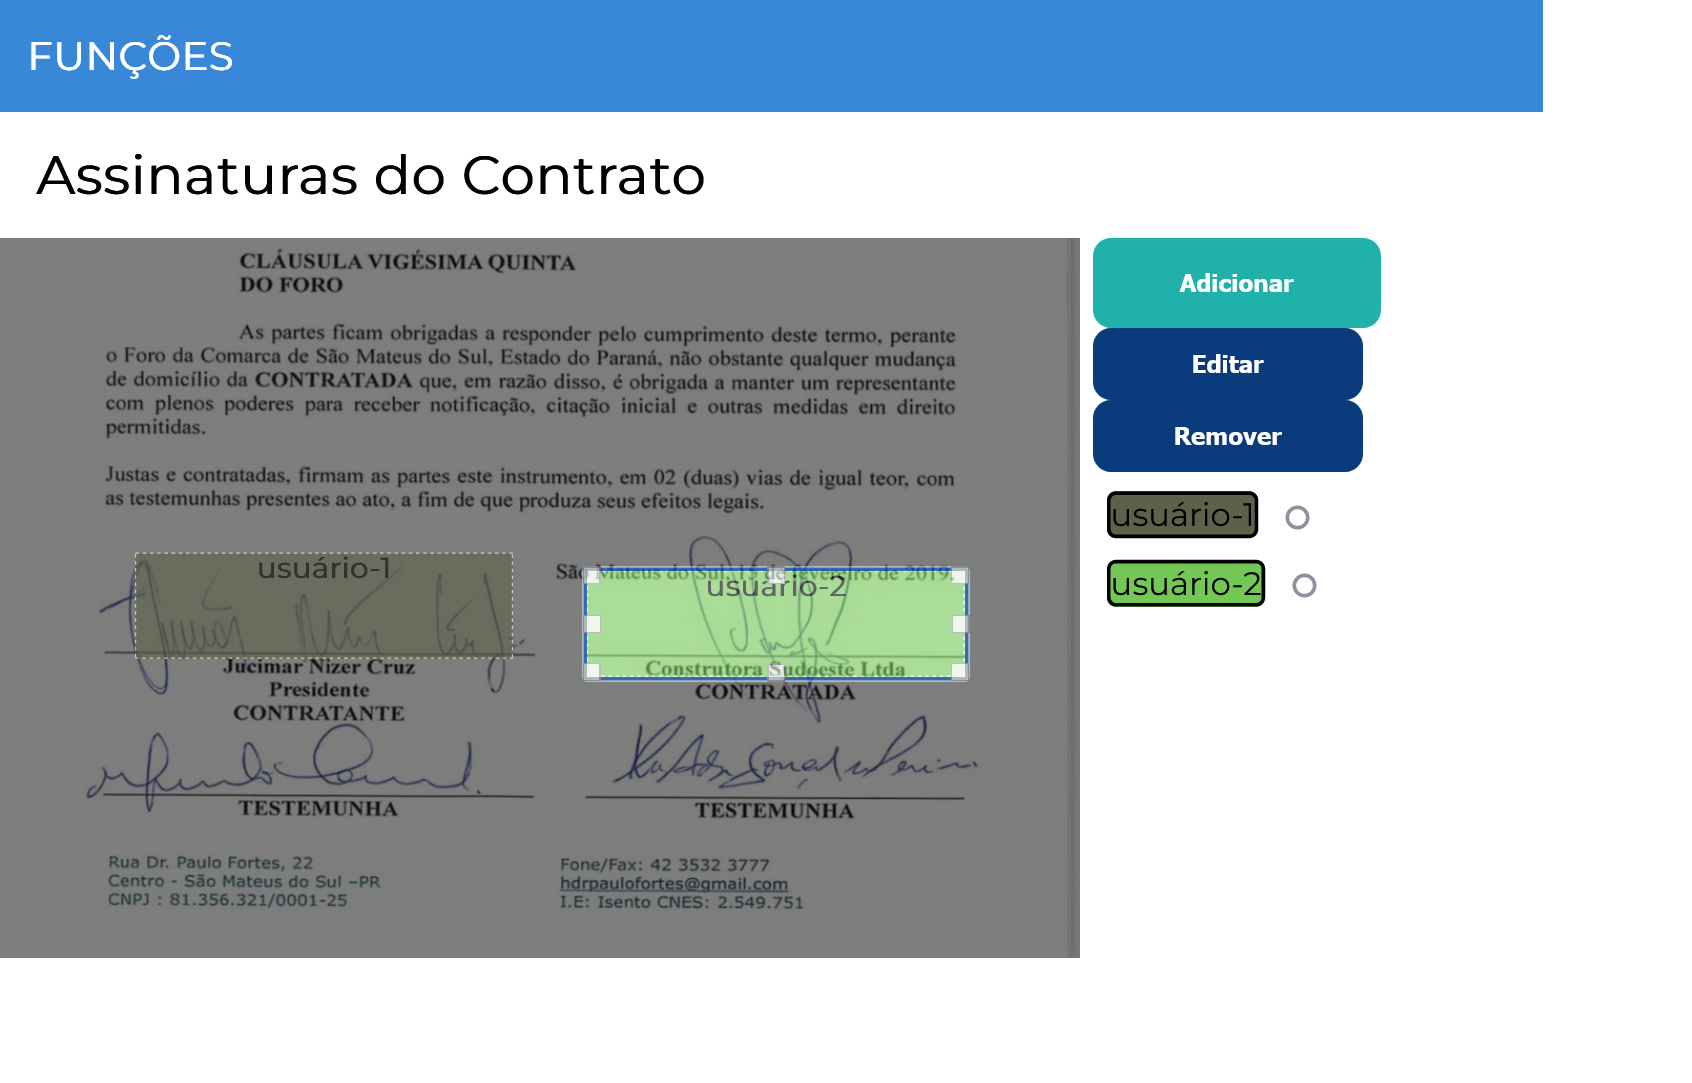 FUNÇÕES
Assinaturas do Contrato
CLÁUSULA VIGÉSIMA QUINTA
DO FORO
As partes ficam obrigadas a responder pelo cumprimento deste termo, perante
o Foro da Comarca de São Mateus do Sul, Estado do Paraná, não obstante qualquer mudança
de domicílio da CONTRATADA que, em razão disso, é obrigada a manter um representante
com plenos poderes para receber notificação, citação inicial e outras medidas em direito
permitidas.
Justas e contratadas, firmam as partes este instrumento, em 02 (duas) vias de igual teor, com
as testemunhas presentes ao ato, a fim de que produza seus efeitos legais.
São Mateus do Sul, 15 de fevereiro de 2019.
usuário-1
usuário-2
Jucimar Nizer Cruz
Presidente
CONTRATANTE
Construtora Sudoeste Ltda
CONTRATADA
TESTEMUNHA
TESTEMUNHA
Rua Dr. Paulo Fortes, 22
Centro - São Mateus do Sul –PR
CNPJ : 81.356.321/0001-25
Fone/Fax: 42 3532 3777
hdrpaulofortes@gmail.com
I.E: Isento CNES: 2.549.751
Adicionar
Editar
Remover
usuário-1
usuário-2